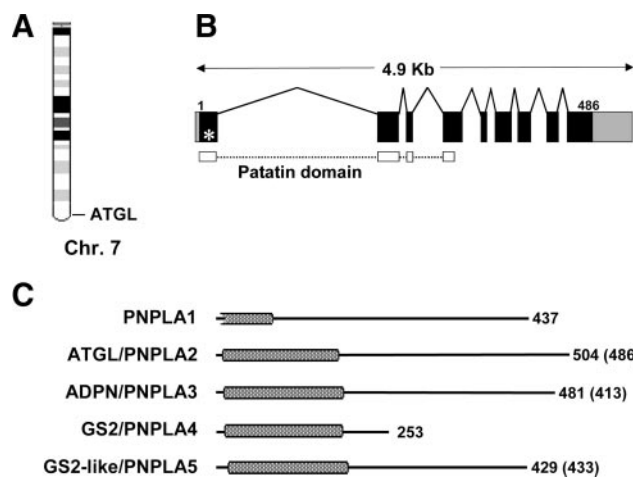 A
ATGL
Chr. 7
B
4.9 Kb
1
486
*
Patatin domain
C
PNPLA1
437
ATGL/PNPLA2
504 (486
ADPN/PNPLA3
481 (413)
GS2/PNPLA4
253
GS2-like/PNPLA5
429 (433)